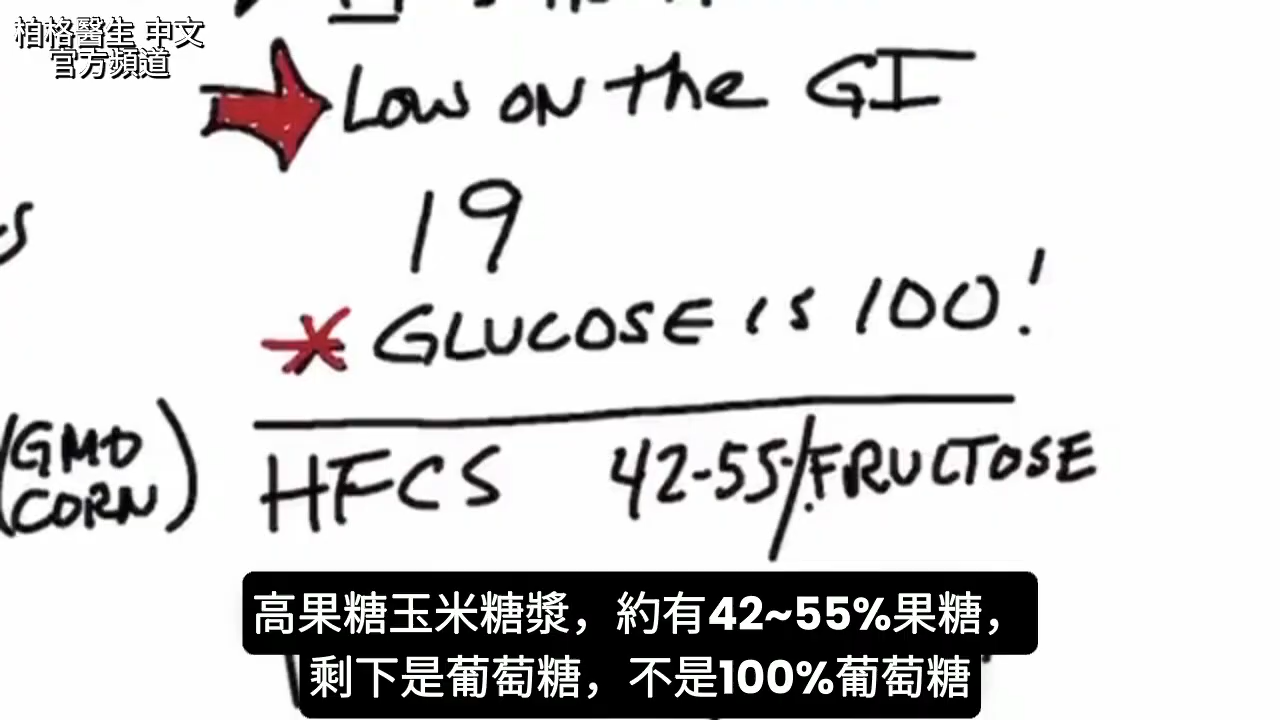 柏格醫生 中文
官方頻道
LOW ON the GI
19
* GLUCOSE IS 100!
(GMO
CORN)
HFCS 42-55% FRUCTOSE
高果糖玉米糖漿，約有42~55%果糖，
剩下是葡萄糖，不是100%葡萄糖